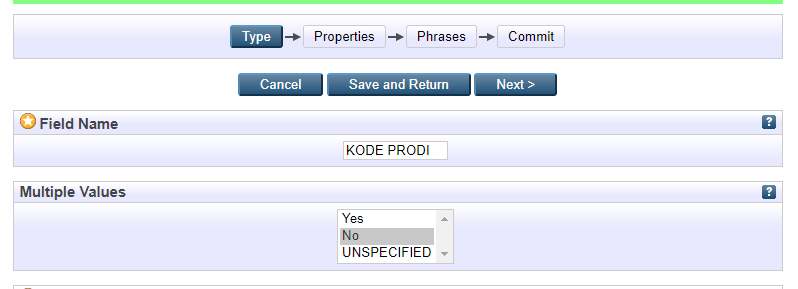 Type Properties Phrases Commit
Cancel Save and Return Next >
Field Name ?
KODE PRODI
Multiple Values ?
Yes
No
UNSPECIFIED